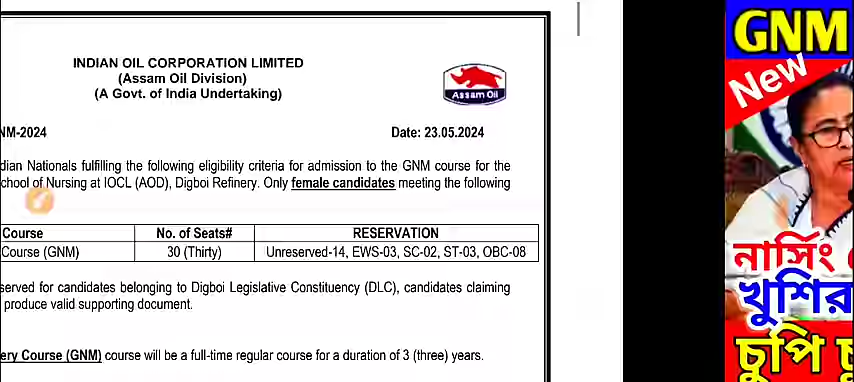 INDIAN OIL CORPORATION LIMITED
(Assam Oil Division)
(A Govt. of India Undertaking)
Assam Oil
NM-2024 Date: 23.05.2024
dian Nationals fulfilling the following eligibility criteria for admission to the GNM course for the
chool of Nursing at IOCL (AOD), Digboi Refinery. Only female candidates meeting the following
Course No. of Seats# RESERVATION
Course (GNM) 30 (Thirty) Unreserved-14, EWS-03, SC-02, ST-03, OBC-08
served for candidates belonging to Digboi Legislative Constituency (DLC), candidates claiming
produce valid supporting document.
ery Course (GNM) course will be a full-time regular course for a duration of 3 (three) years.
GNM
New
নার্সিং
খুশির
চুপি চু